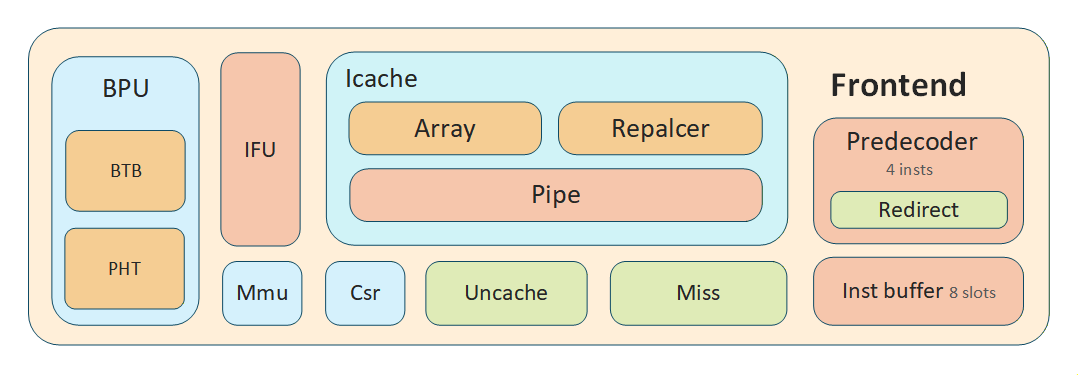 BPU
BTB
PHT
IFU
Icache
Array
Repalcer
Pipe
Mmu
Csr
Uncache
Miss
Frontend
Predecoder
4 insts
Redirect
Inst buffer 8 slots